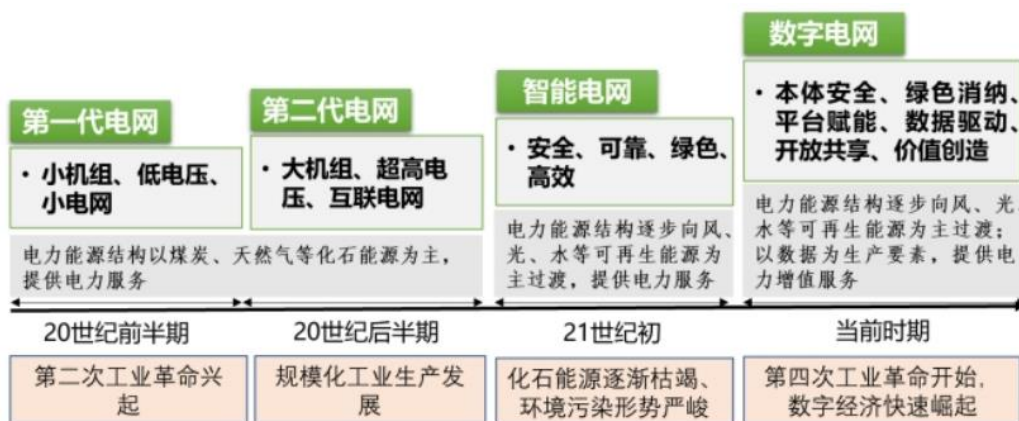 第一代电网
• 小机组、低电压、
小电网
第二代电网
• 大机组、超高电
压、互联电网
电力能源结构以煤炭、天然气等化石能源为主,
提供电力服务
智能电网
• 安全、可靠、绿色、
高效
电力能源结构逐步向风、
光、水等可再生能源为
主过渡,提供电力服务
数字电网
• 本体安全、绿色消纳、
平台赋能、数据驱动、
开放共享、价值创造
电力能源结构逐步向风、光、
水等可再生能源为主过渡;
以数据为生产要素,提供电
力增值服务
20世纪前半期
20世纪后半期
21世纪初
当前时期
第二次工业革命兴
起
规模化工业生产发
展
化石能源逐渐枯竭、
环境污染形势严峻
第四次工业革命开始,
数字经济快速崛起